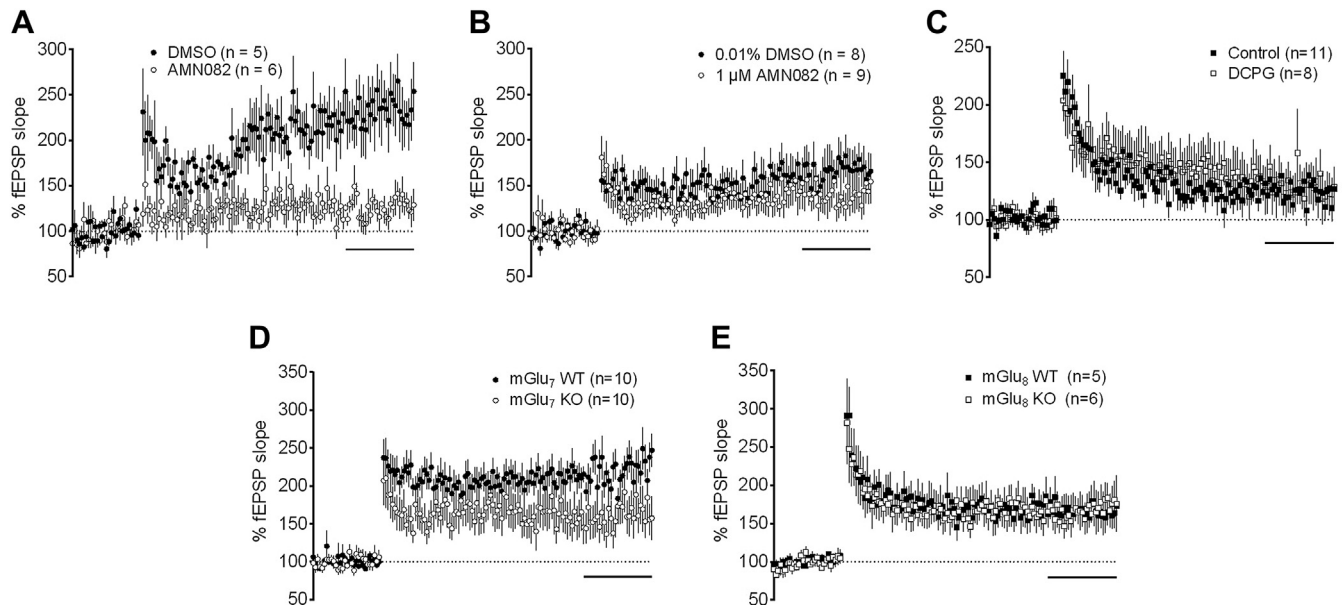 A
300
250
200
150
100
50
% fEPSP slope
DMSO (n = 5)
AMN082 (n = 6)
B
300
250
200
150
100
50
% fEPSP slope
0.01% DMSO (n = 8)
1 µM AMN082 (n = 9)
C
250
200
150
100
50
% fEPSP slope
Control (n=11)
DCPG (n=8)
D
400
350
300
250
200
150
100
50
% fEPSP slope
mGlu₇ WT (n=10)
mGlu₇ KO (n=10)
E
400
350
300
250
200
150
100
50
% fEPSP slope
mGlu₈ WT (n=5)
mGlu₈ KO (n=6)